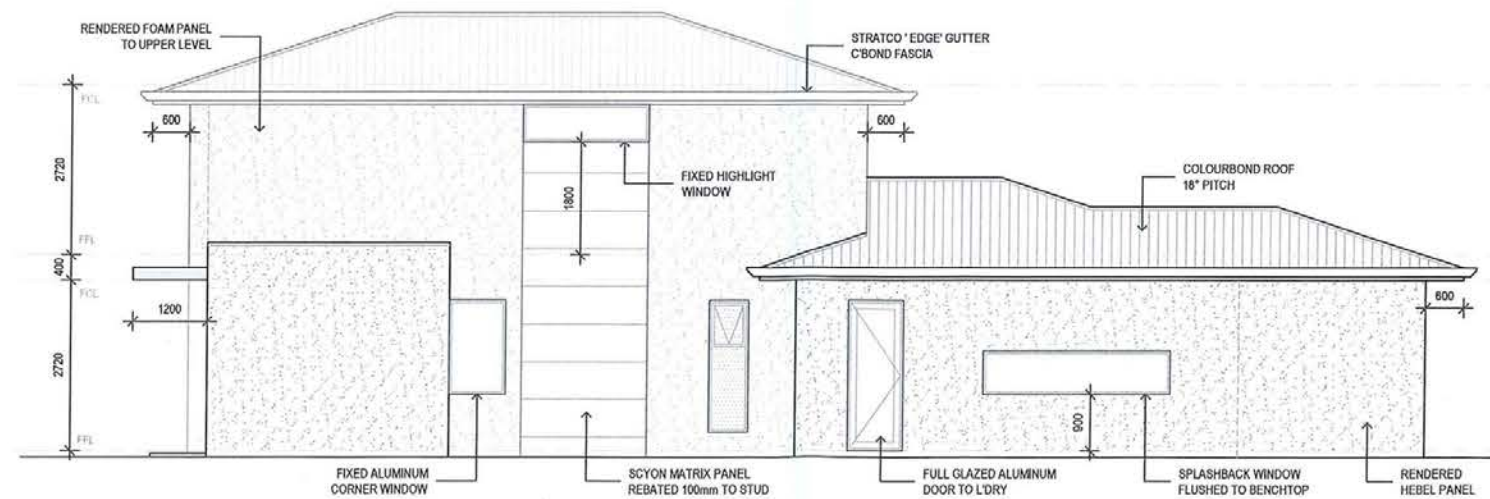 RENDERED FOAM PANEL
TO UPPER LEVEL
STRATCO 'EDGE' GUTTER
C'BOND FASCIA
FCL
600
600
2720
FIXED HIGHLIGHT
WINDOW
1800
COLOURBOND ROOF
18° PITCH
FFL
400
FCL
1200
600
2720
900
FFL
FIXED ALUMINUM
CORNER WINDOW
SCYON MATRIX PANEL
REBATED 100mm TO STUD
FULL GLAZED ALUMINUM
DOOR TO L'DRY
SPLASHBACK WINDOW
FLUSHED TO BENCHTOP
RENDERED
HEBEL PANEL